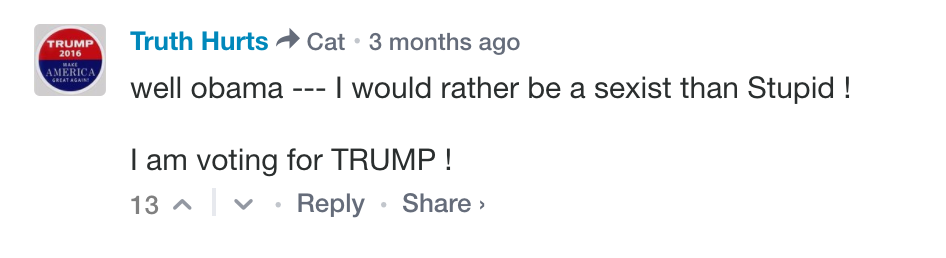 TRUMP
2016
MAKE
AMERICA
GREAT AGAIN!
Truth Hurts Cat • 3 months ago
well obama --- I would rather be a sexist than Stupid !
I am voting for TRUMP !
13 • Reply • Share ›